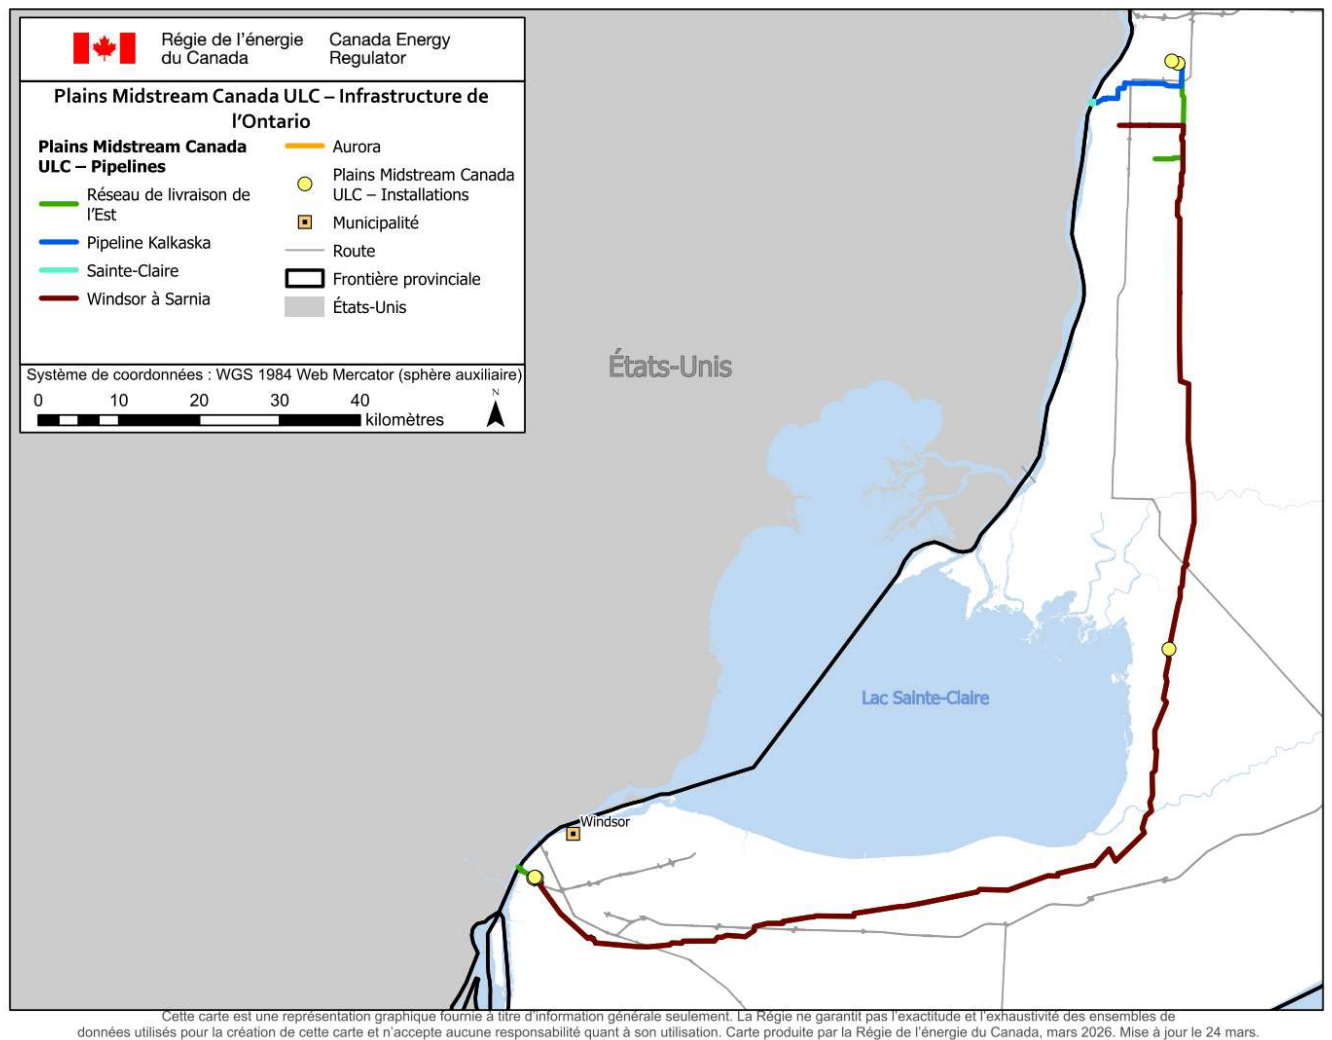 Régie de l'énergie
du Canada
Canada Energy
Regulator
Plains Midstream Canada ULC – Infrastructure de
l'Ontario
Plains Midstream Canada
ULC – Pipelines
Réseau de livraison de
l'Est
Pipeline Kalkaska
Sainte-Claire
Windsor à Sarnia
Aurora
Plains Midstream Canada
ULC – Installations
Municipalité
Route
Frontière provinciale
États-Unis
Système de coordonnées : WGS 1984 Web Mercator (sphère auxiliaire)
0 10 20 30 40
kilomètres
N
États-Unis
Lac Sainte-Claire
Windsor
Cette carte est une représentation graphique fournie à titre d'information générale seulement. La Régie ne garantit pas l'exactitude et l'exhaustivité des ensembles de
données utilisés pour la création de cette carte et n'accepte aucune responsabilité quant à son utilisation. Carte produite par la Régie de l'énergie du Canada, mars 2026. Mise à jour le 24 mars.